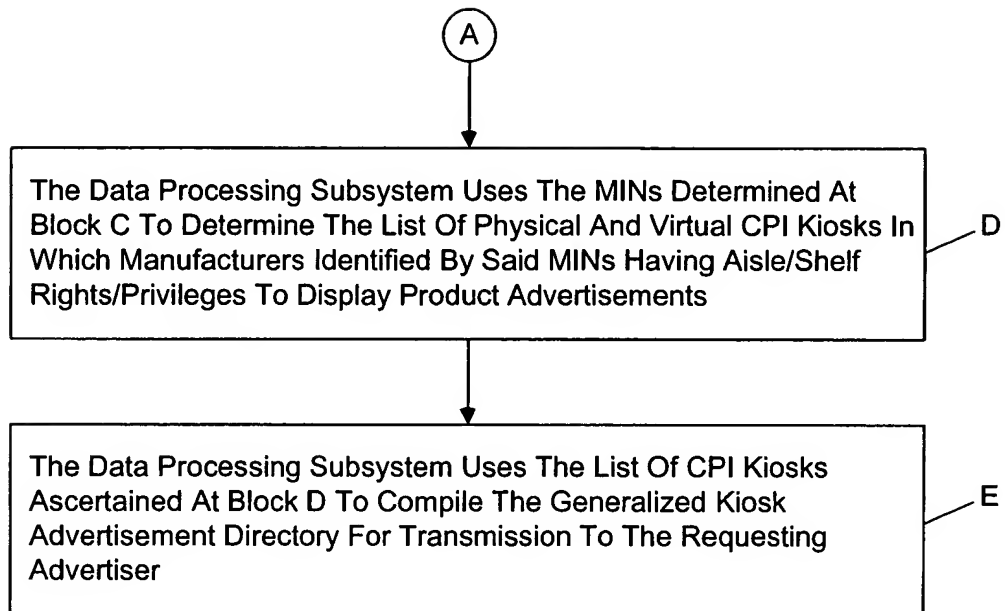 A
The Data Processing Subsystem Uses The MINs Determined At
Block C To Determine The List Of Physical And Virtual CPI Kiosks In
Which Manufacturers Identified By Said MINs Having Aisle/Shelf
Rights/Privileges To Display Product Advertisements
D
The Data Processing Subsystem Uses The List Of CPI Kiosks
Ascertained At Block D To Compile The Generalized Kiosk
Advertisement Directory For Transmission To The Requesting
Advertiser
E